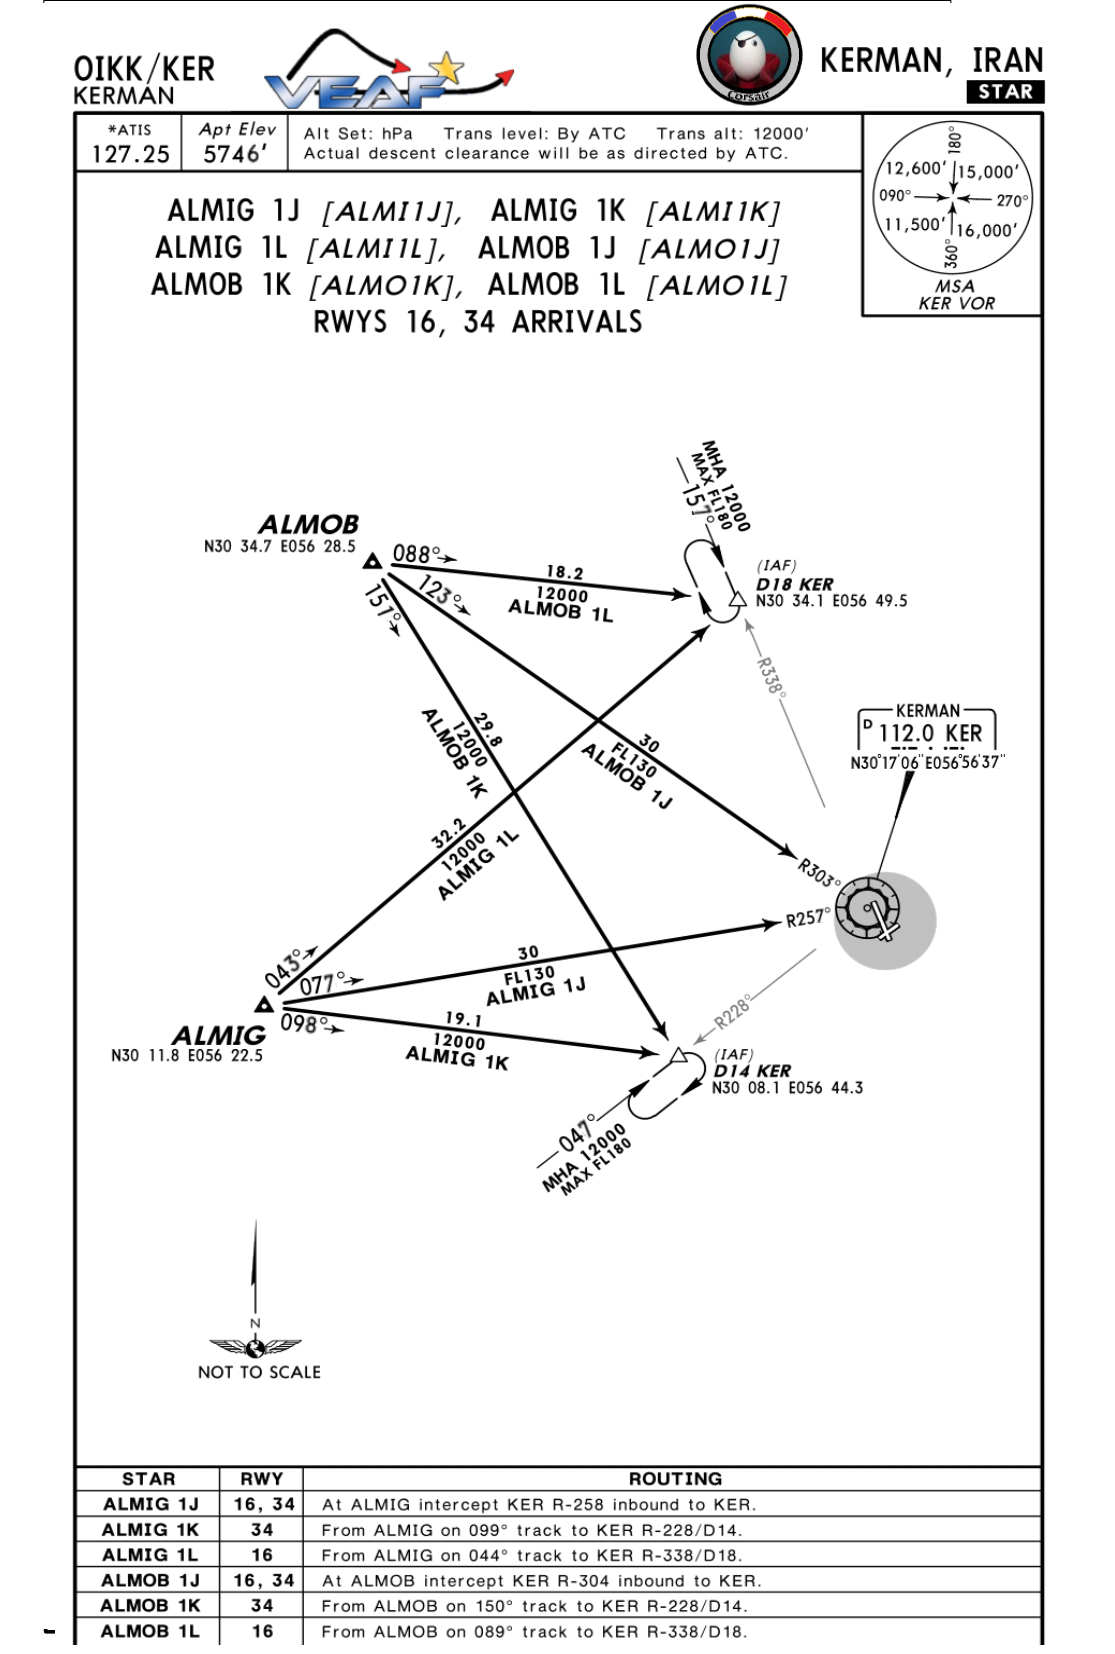 OIKK/KER
KERMAN
VEAF
Corsair
KERMAN, IRAN
STAR
*ATIS
127.25
Apt Elev
5746'
Alt Set: hPa Trans level: By ATC Trans alt: 12000'
Actual descent clearance will be as directed by ATC.
180°
12,600' 15,000'
090° 270°
11,500' 16,000'
360°
MSA
KER VOR
ALMIG 1J [ALMI1J], ALMIG 1K [ALMI1K]
ALMIG 1L [ALMI1L], ALMOB 1J [ALMO1J]
ALMOB 1K [ALMO1K], ALMOB 1L [ALMO1L]
RWYS 16, 34 ARRIVALS
MHA 12000
MAX FL180
157°
ALMOB
N30 34.7 E056 28.5
088°
18.2
12000
ALMOB 1L
(IAF)
D18 KER
N30 34.1 E056 49.5
123°
151°
R338°
29.8
12000
ALMOB 1K
30
FL130
ALMOB 1J
KERMAN
D 112.0 KER
N30°17'06" E056°56'37"
32.2
12000
ALMIG 1L
R303°
R257°
043°
077°
30
FL130
ALMIG 1J
098°
ALMIG
N30 11.8 E056 22.5
19.1
12000
ALMIG 1K
R228°
(IAF)
D14 KER
N30 08.1 E056 44.3
047°
MHA 12000
MAX FL180
N
NOT TO SCALE
STAR RWY ROUTING
ALMIG 1J 16, 34 At ALMIG intercept KER R-258 inbound to KER.
ALMIG 1K 34 From ALMIG on 099° track to KER R-228/D14.
ALMIG 1L 16 From ALMIG on 044° track to KER R-338/D18.
ALMOB 1J 16, 34 At ALMOB intercept KER R-304 inbound to KER.
ALMOB 1K 34 From ALMOB on 150° track to KER R-228/D14.
ALMOB 1L 16 From ALMOB on 089° track to KER R-338/D18.